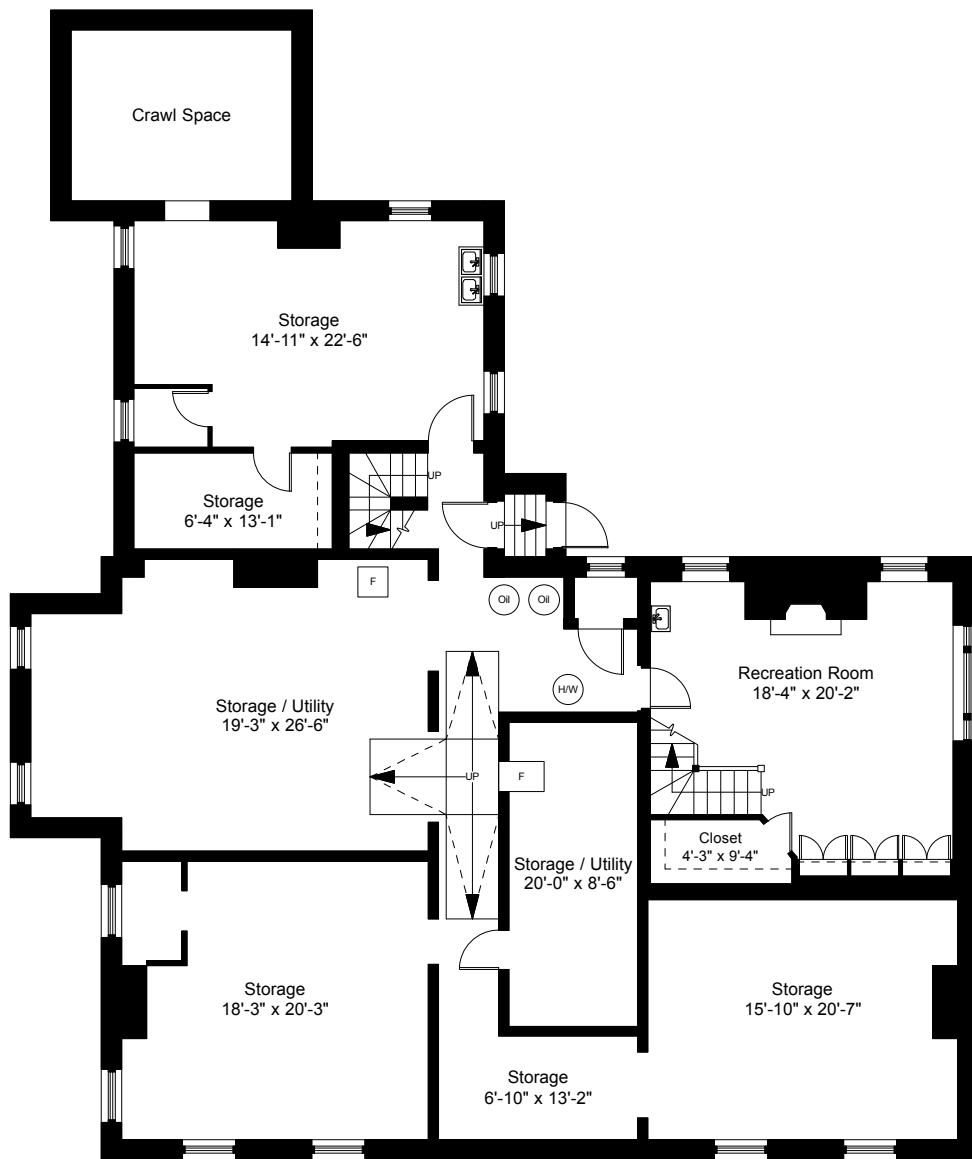 Crawl Space
Storage
14'-11" x 22'-6"
UP
Storage
6'-4" x 13'-1"
UP
F
Oil
Oil
H/W
Recreation Room
18'-4" x 20'-2"
Storage / Utility
19'-3" x 26'-6"
UP
F
UP
Closet
4'-3" x 9'-4"
Storage / Utility
20'-0" x 8'-6"
Storage
18'-3" x 20'-3"
Storage
15'-10" x 20'-7"
Storage
6'-10" x 13'-2"